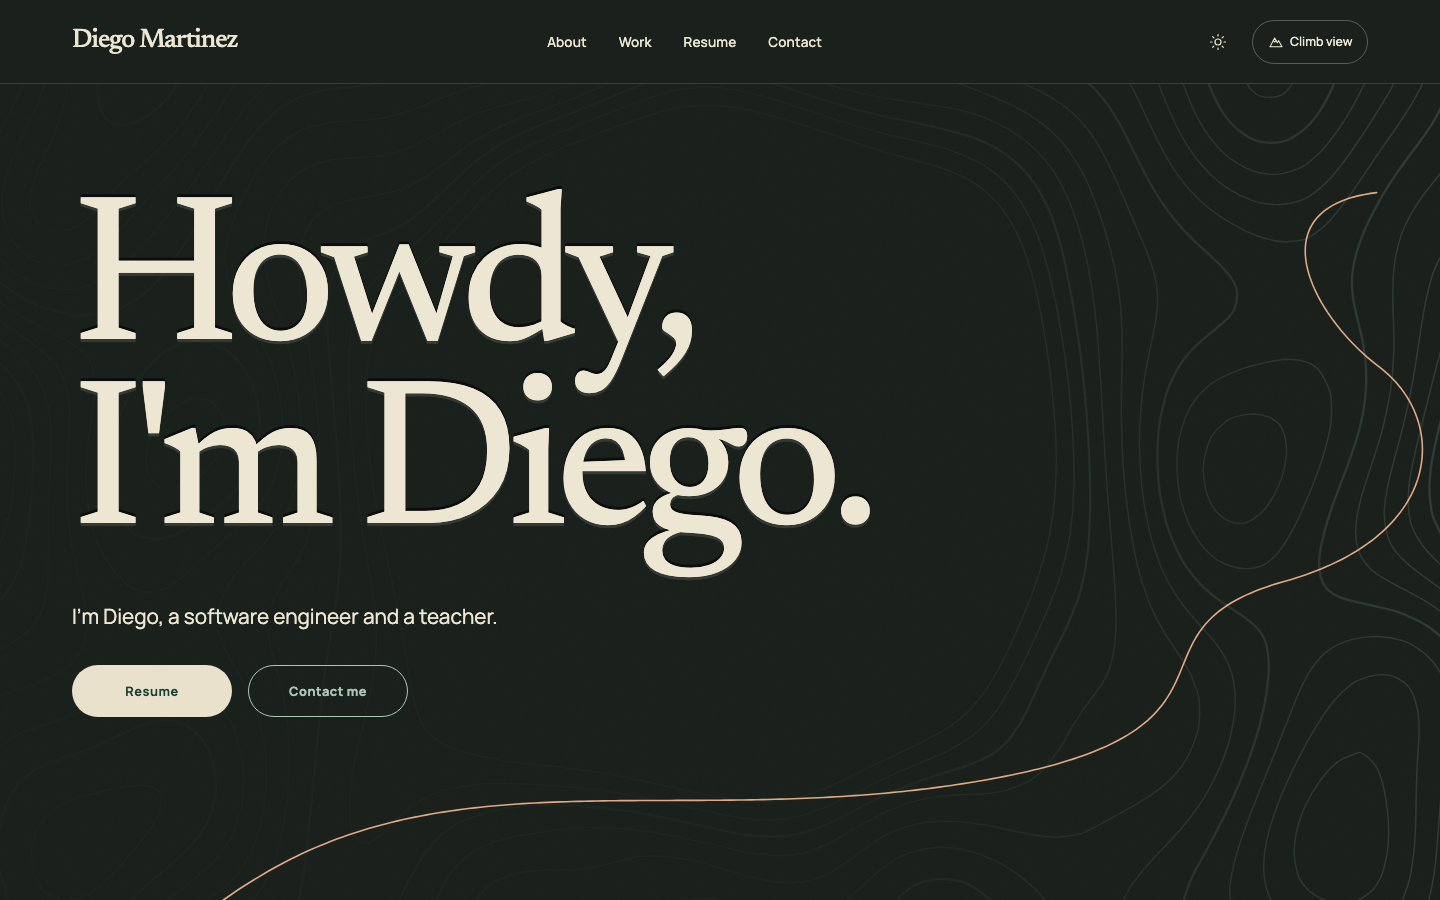 Diego Martinez
About
Work
Resume
Contact
Climb view
Howdy,
I'm Diego.
I'm Diego, a software engineer and a teacher.
Resume
Contact me